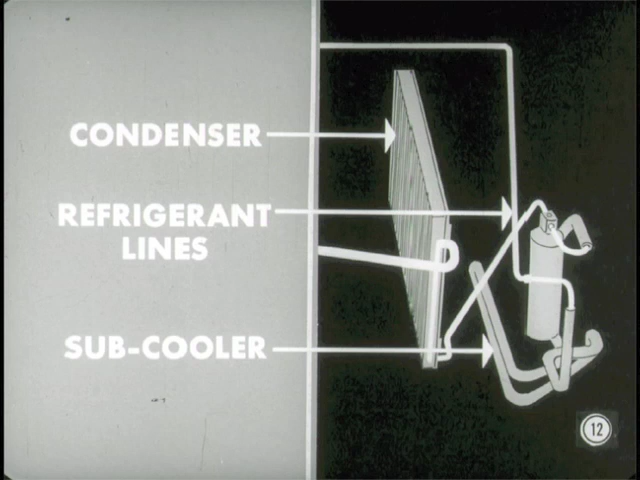 CONDENSER
REFRIGERANT
LINES
SUB-COOLER
12